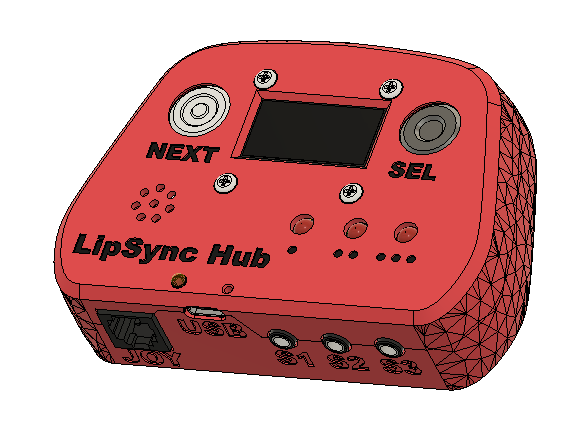 NEXT
SEL
LipSync Hub
USB
JOY
S1
S2
S3